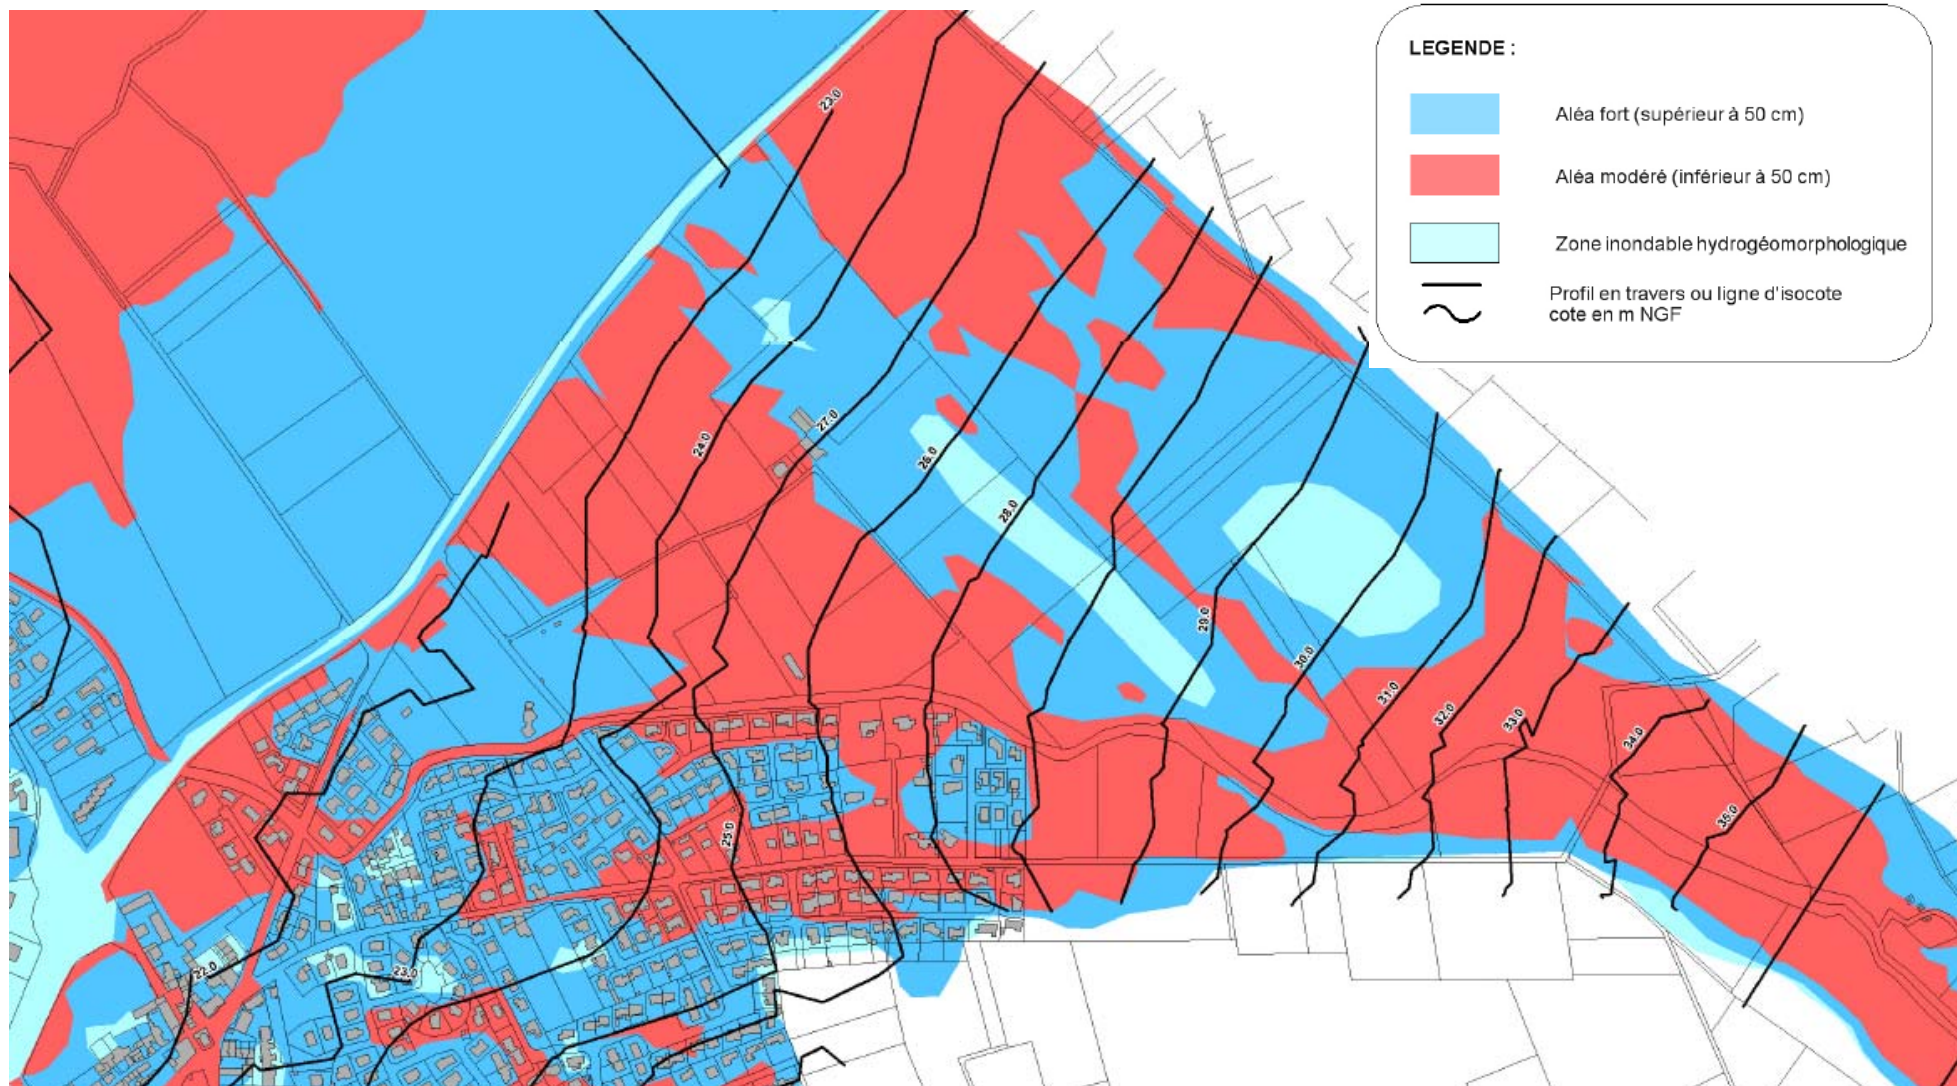 LEGENDE :
Aléa fort (supérieur à 50 cm)
Aléa modéré (inférieur à 50 cm)
Zone inondable hydrogéomorphologique
Profil en travers ou ligne d'isocote
cote en m NGF
23.0
24.0
27.0
26.0
28.0
29.0
30.0
31.0
32.0
33.0
34.0
35.0
25.0
22.0
23.0